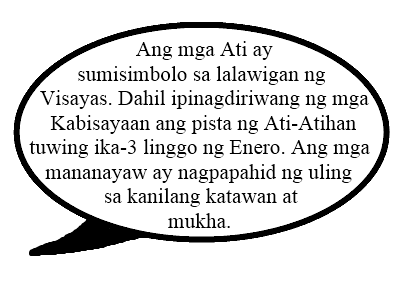 Ang mga Ati ay
sumisimbolo sa lalawigan ng
Visayas. Dahil ipinagdiriwang ng mga
Kabisayaan ang pista ng Ati-Atihan
tuwing ika-3 linggo ng Enero. Ang mga
mananayaw ay nagpapahid ng uling
sa kanilang katawan at
mukha.